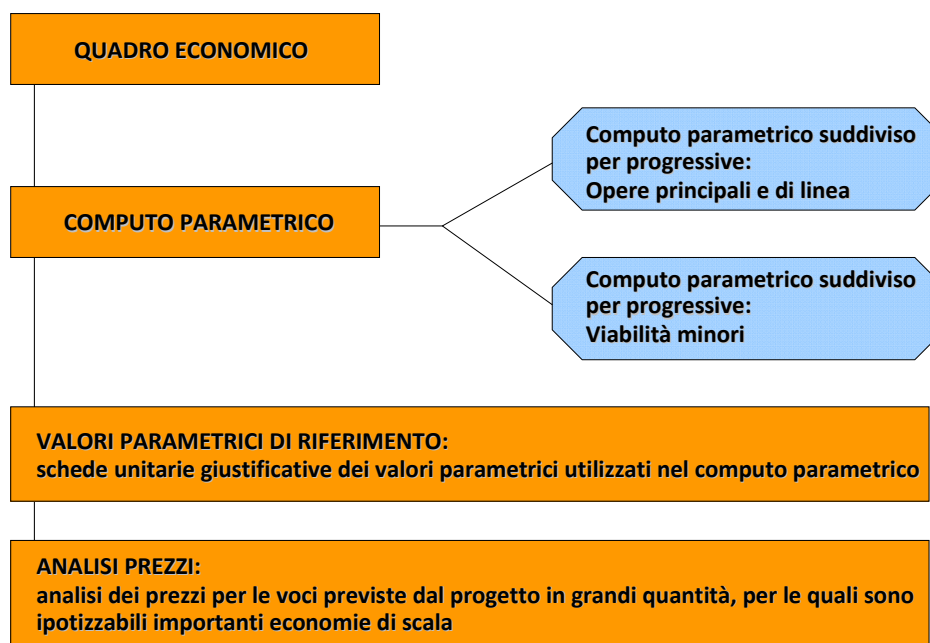 QUADRO ECONOMICO
COMPUTO PARAMETRICO
Computo parametrico suddiviso
per progressive:
Opere principali e di linea
Computo parametrico suddiviso
per progressive:
Viabilità minori
VALORI PARAMETRICI DI RIFERIMENTO:
schede unitarie giustificative dei valori parametrici utilizzati nel computo parametrico
ANALISI PREZZI:
analisi dei prezzi per le voci previste dal progetto in grandi quantità, per le quali sono
ipotizzabili importanti economie di scala